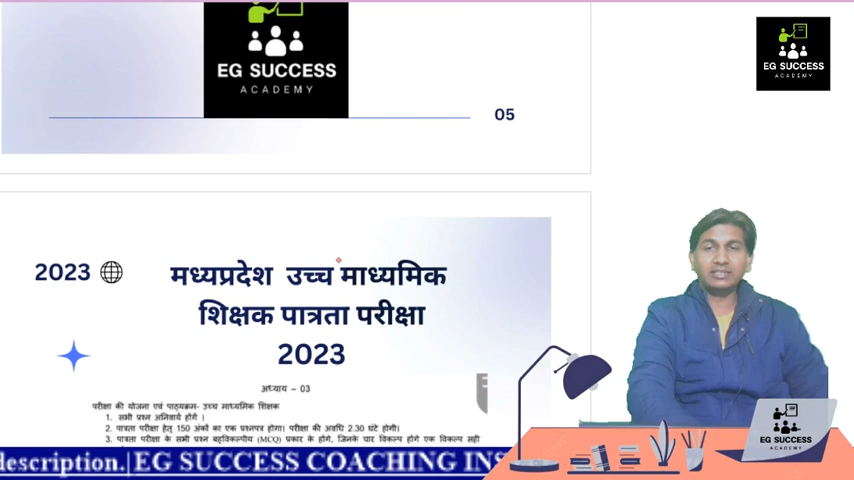 EG SUCCESS
ACADEMY
05
EG SUCCESS
ACADEMY
2023
मध्यप्रदेश उच्च माध्यमिक
शिक्षक पात्रता परीक्षा
2023
अध्याय – 03
परीक्षा की योजना एवं पाठ्यक्रम- उच्च माध्यमिक शिक्षक
1. सभी प्रश्न अनिवार्य होंगे ।
2. पात्रता परीक्षा हेतु 150 अंकों का एक प्रश्नपत्र होगा। परीक्षा की अवधि 2.30 घंटे होगी।
3. पात्रता परीक्षा के सभी प्रश्न बहुविकल्पीय (MCQ) प्रकार के होंगे, जिनके चार विकल्प होंगे एक विकल्प सही
description.| EG SUCCESS COACHING INS
EG SUCCESS
ACADEMY